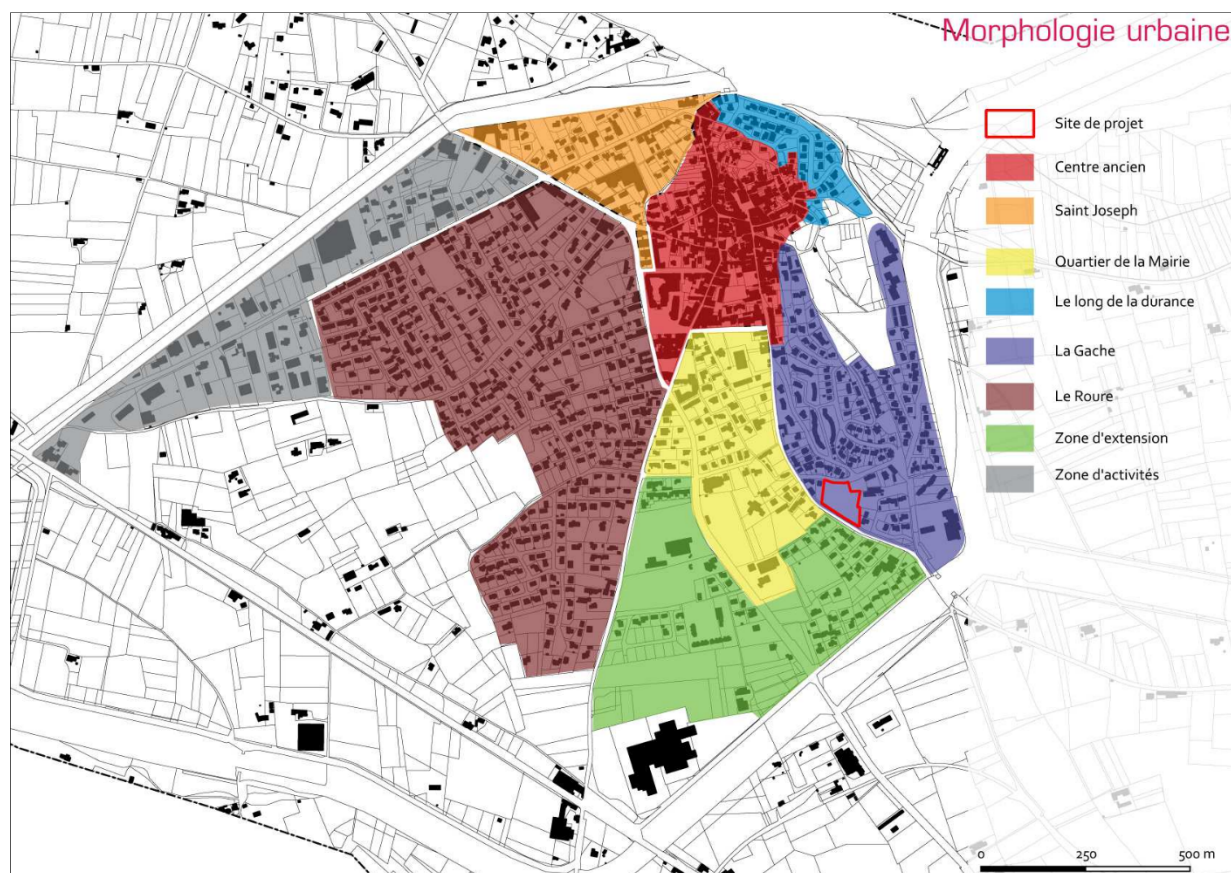 Morphologie urbaine
Site de projet
Centre ancien
Saint Joseph
Quartier de la Mairie
Le long de la durance
La Gache
Le Roure
Zone d'extension
Zone d'activités
0 250 500 m